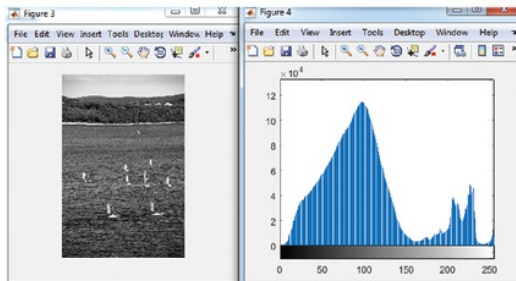 Figure 3
File Edit View Insert Tools Desktop Window Help
Figure 4
File Edit View Insert Tools Desktop Window Help
× 10⁴
12
10
8
6
4
2
0
0 50 100 150 200 250